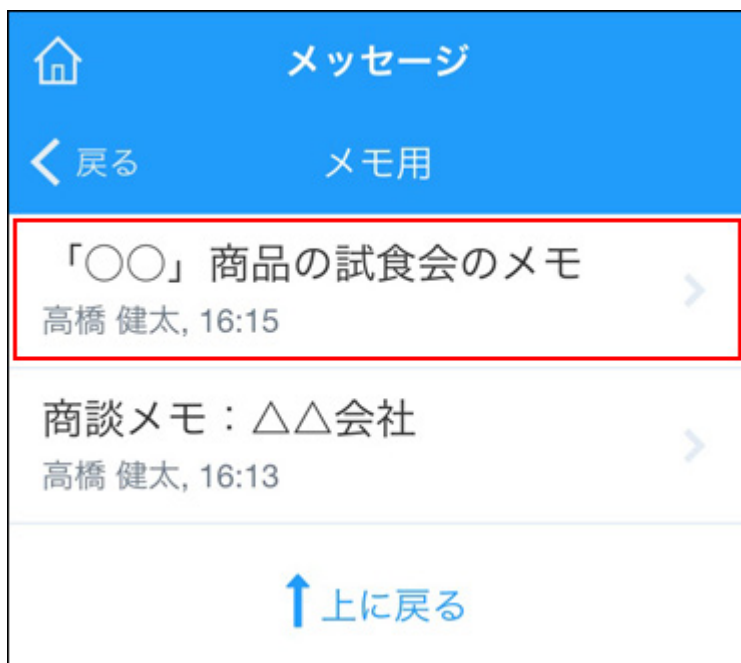 メッセージ
戻る メモ用
「○○」商品の試食会のメモ
高橋 健太, 16:15
商談メモ：△△会社
高橋 健太, 16:13
上に戻る